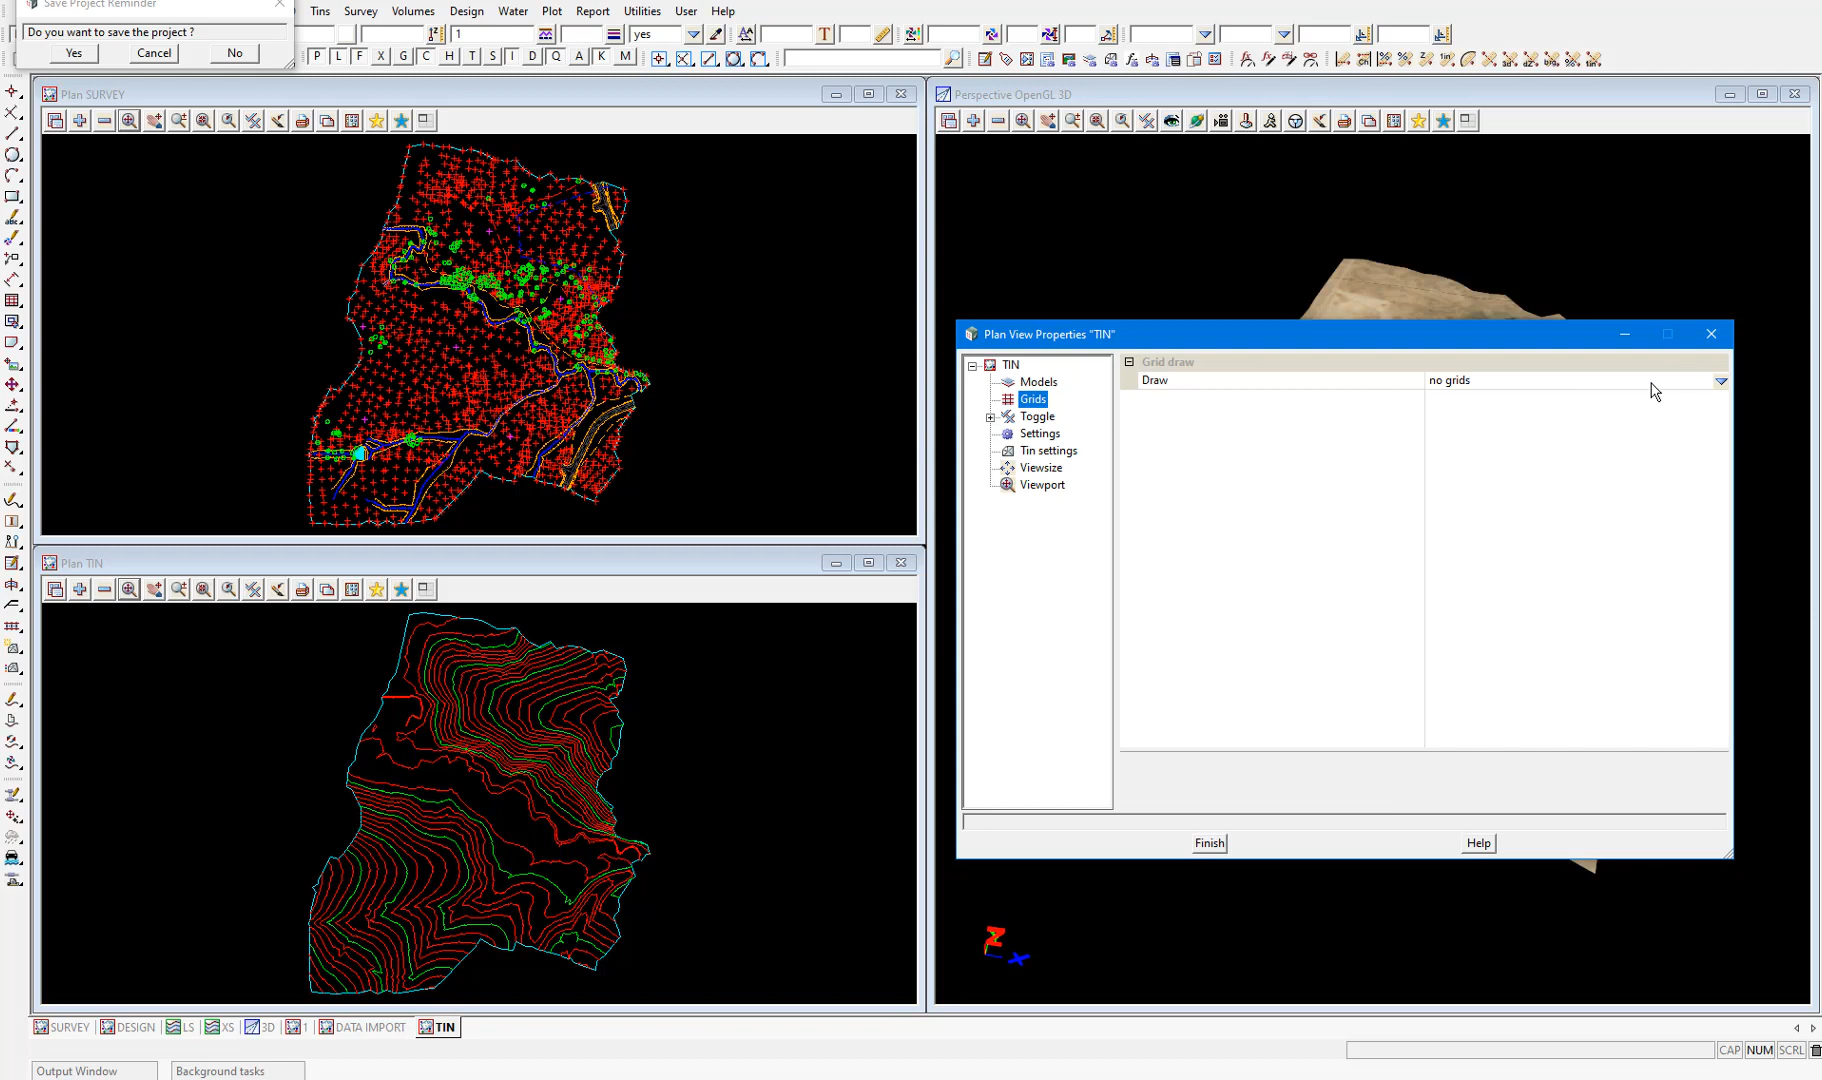 Save Project Reminder
Do you want to save the project ?
Yes Cancel No
Tins Survey Volumes Design Water Plot Report Utilities User Help
1 yes
P L F X G C H T S I D Q A K M
Plan SURVEY
Perspective OpenGL 3D
Plan View Properties "TIN"
TIN
Models
Grids
Toggle
Settings
Tin settings
Viewsize
Viewport
Grid draw
Draw no grids
Finish Help
Plan TIN
Z X
SURVEY DESIGN LS XS 3D 1 DATA IMPORT TIN
CAP NUM SCRL
Output Window Background tasks